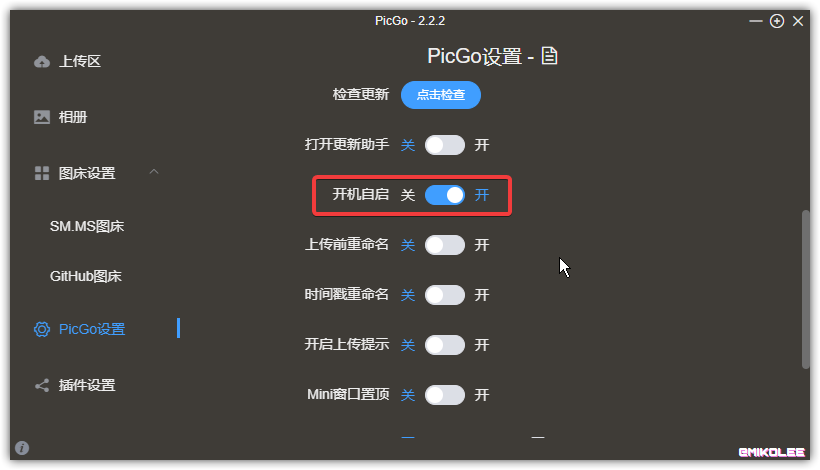 PicGo - 2.2.2
上传区
相册
图床设置
SM.MS图床
GitHub图床
PicGo设置
插件设置
PicGo设置 -
检查更新 点击检查
打开更新助手 关 开
开机自启 关 开
上传前重命名 关 开
时间戳重命名 关 开
开启上传提示 关 开
Mini窗口置顶 关 开
@MIKOLEE